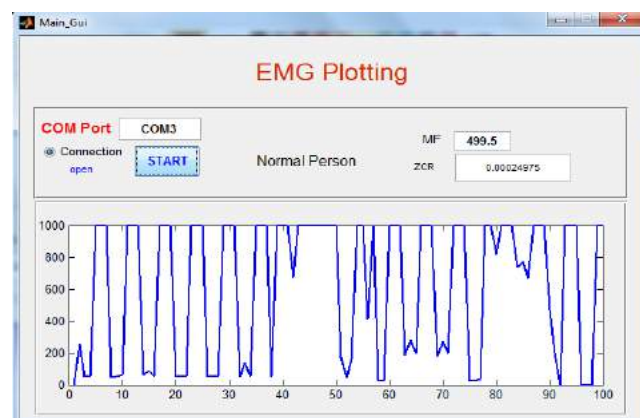 Main_Gui
EMG Plotting
COM Port COM3
Connection
open
START
Normal Person
MF 499.5
ZCR 0.00024975
1000
800
600
400
200
0
0 10 20 30 40 50 60 70 80 90 100